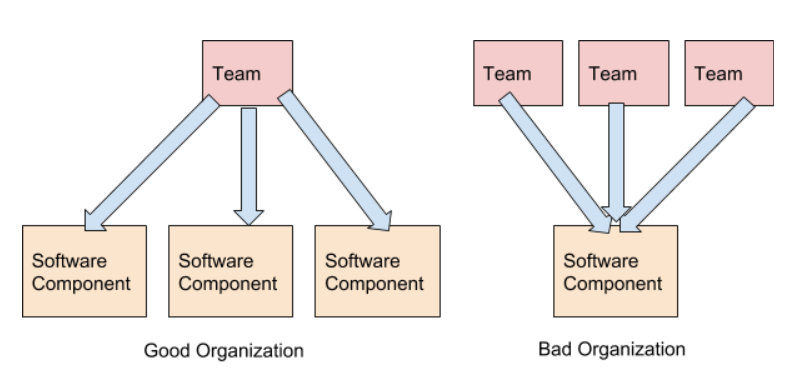 Team
Team
Team
Team
Software
Component
Software
Component
Software
Component
Software
Component
Good Organization
Bad Organization